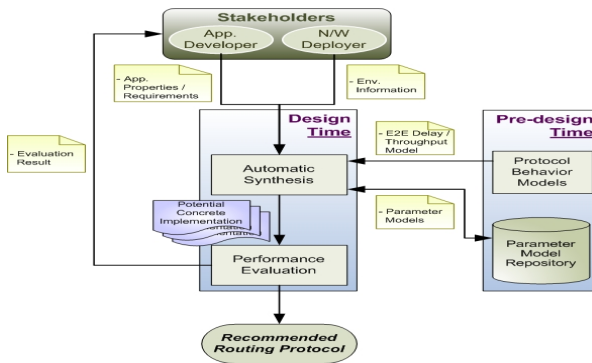 Stakeholders
App.
Developer
N/W
Deployer
- App.
Properties /
Requirements
- Env.
Information
- Evaluation
Result
Design
Time
- E2E Delay /
Throughput
Model
Pre-design
Time
Automatic
Synthesis
Protocol
Behavior
Models
Potential
Concrete
Implementation
- Parameter
Models
Parameter
Model
Repository
Performance
Evaluation
Recommended
Routing Protocol